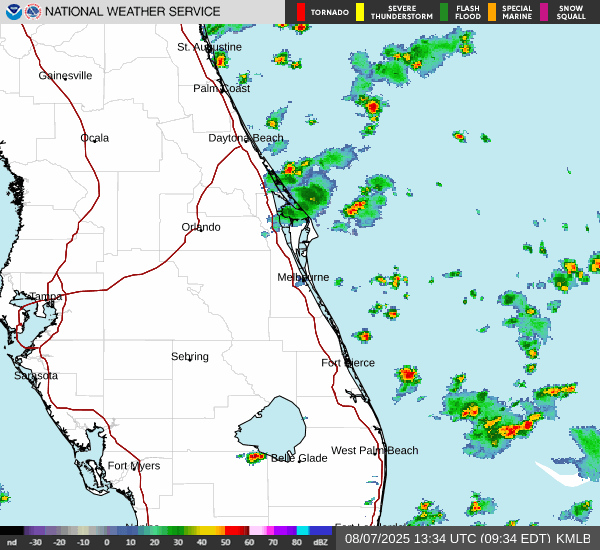 NATIONAL WEATHER SERVICE
TORNADO
SEVERE THUNDERSTORM
FLASH FLOOD
SPECIAL MARINE
SNOW SQUALL
St. Augustine
Gainesville
Palm Coast
Ocala
Daytona Beach
Orlando
Melbourne
Tampa
Sebring
Fort Pierce
Sarasota
West Palm Beach
Belle Glade
Fort Myers
nd -30 -20 -10 0 10 20 30 40 50 60 70 80 dBZ
08/07/2025 13:34 UTC (09:34 EDT) KMLB